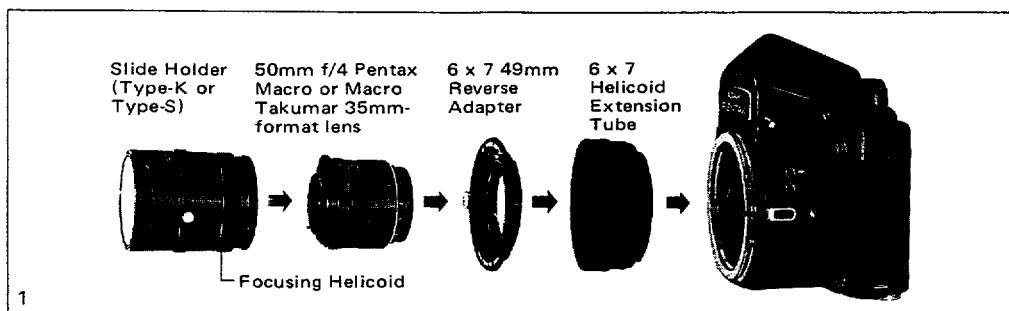 Slide Holder
(Type-K or
Type-S)
50mm f/4 Pentax
Macro or Macro
Takumar 35mm-
format lens
6 x 7 49mm
Reverse
Adapter
6 x 7
Helicoid
Extension
Tube
Focusing Helicoid
1